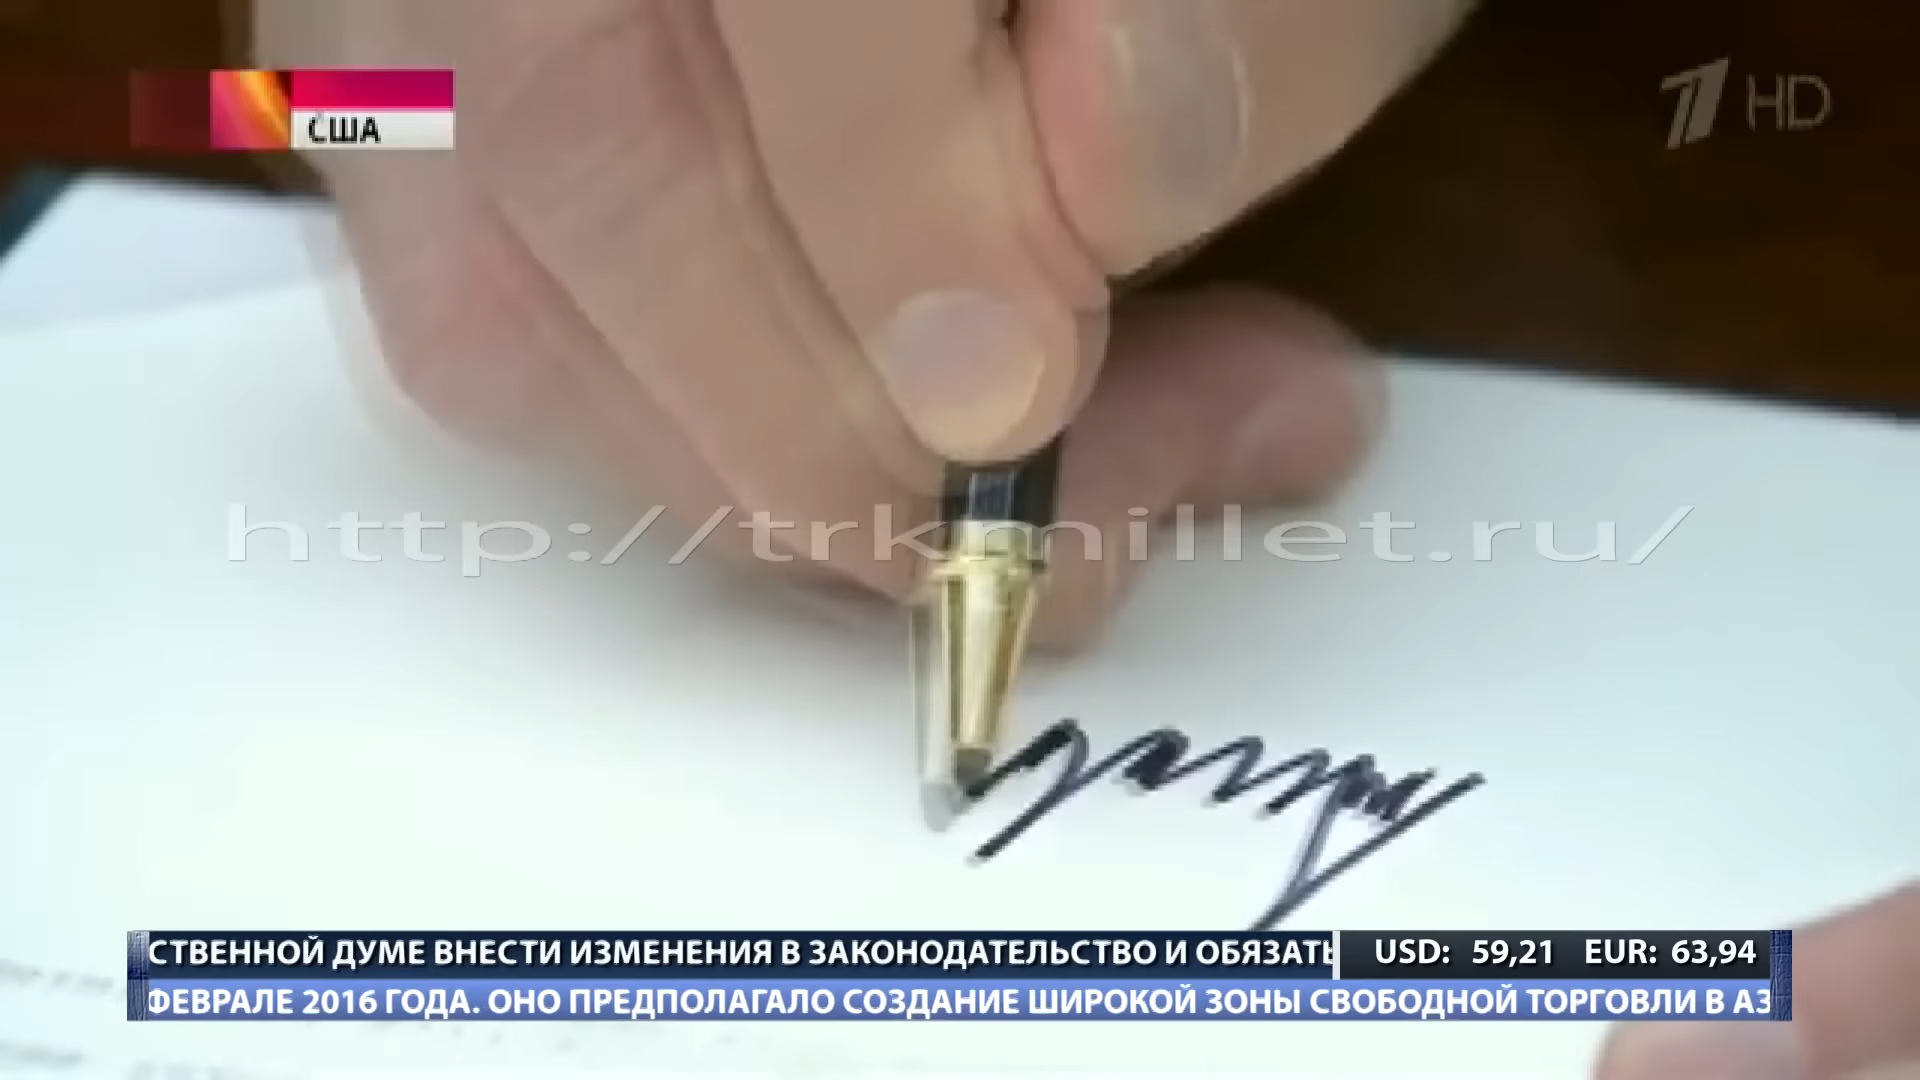 США
HD
http://trkmillet.ru/
СТВЕННОЙ ДУМЕ ВНЕСТИ ИЗМЕНЕНИЯ В ЗАКОНОДАТЕЛЬСТВО И ОБЯЗАТЬ
USD: 59,21 EUR: 63,94
ФЕВРАЛЕ 2016 ГОДА. ОНО ПРЕДПОЛАГАЛО СОЗДАНИЕ ШИРОКОЙ ЗОНЫ СВОБОДНОЙ ТОРГОВЛИ В АЗ